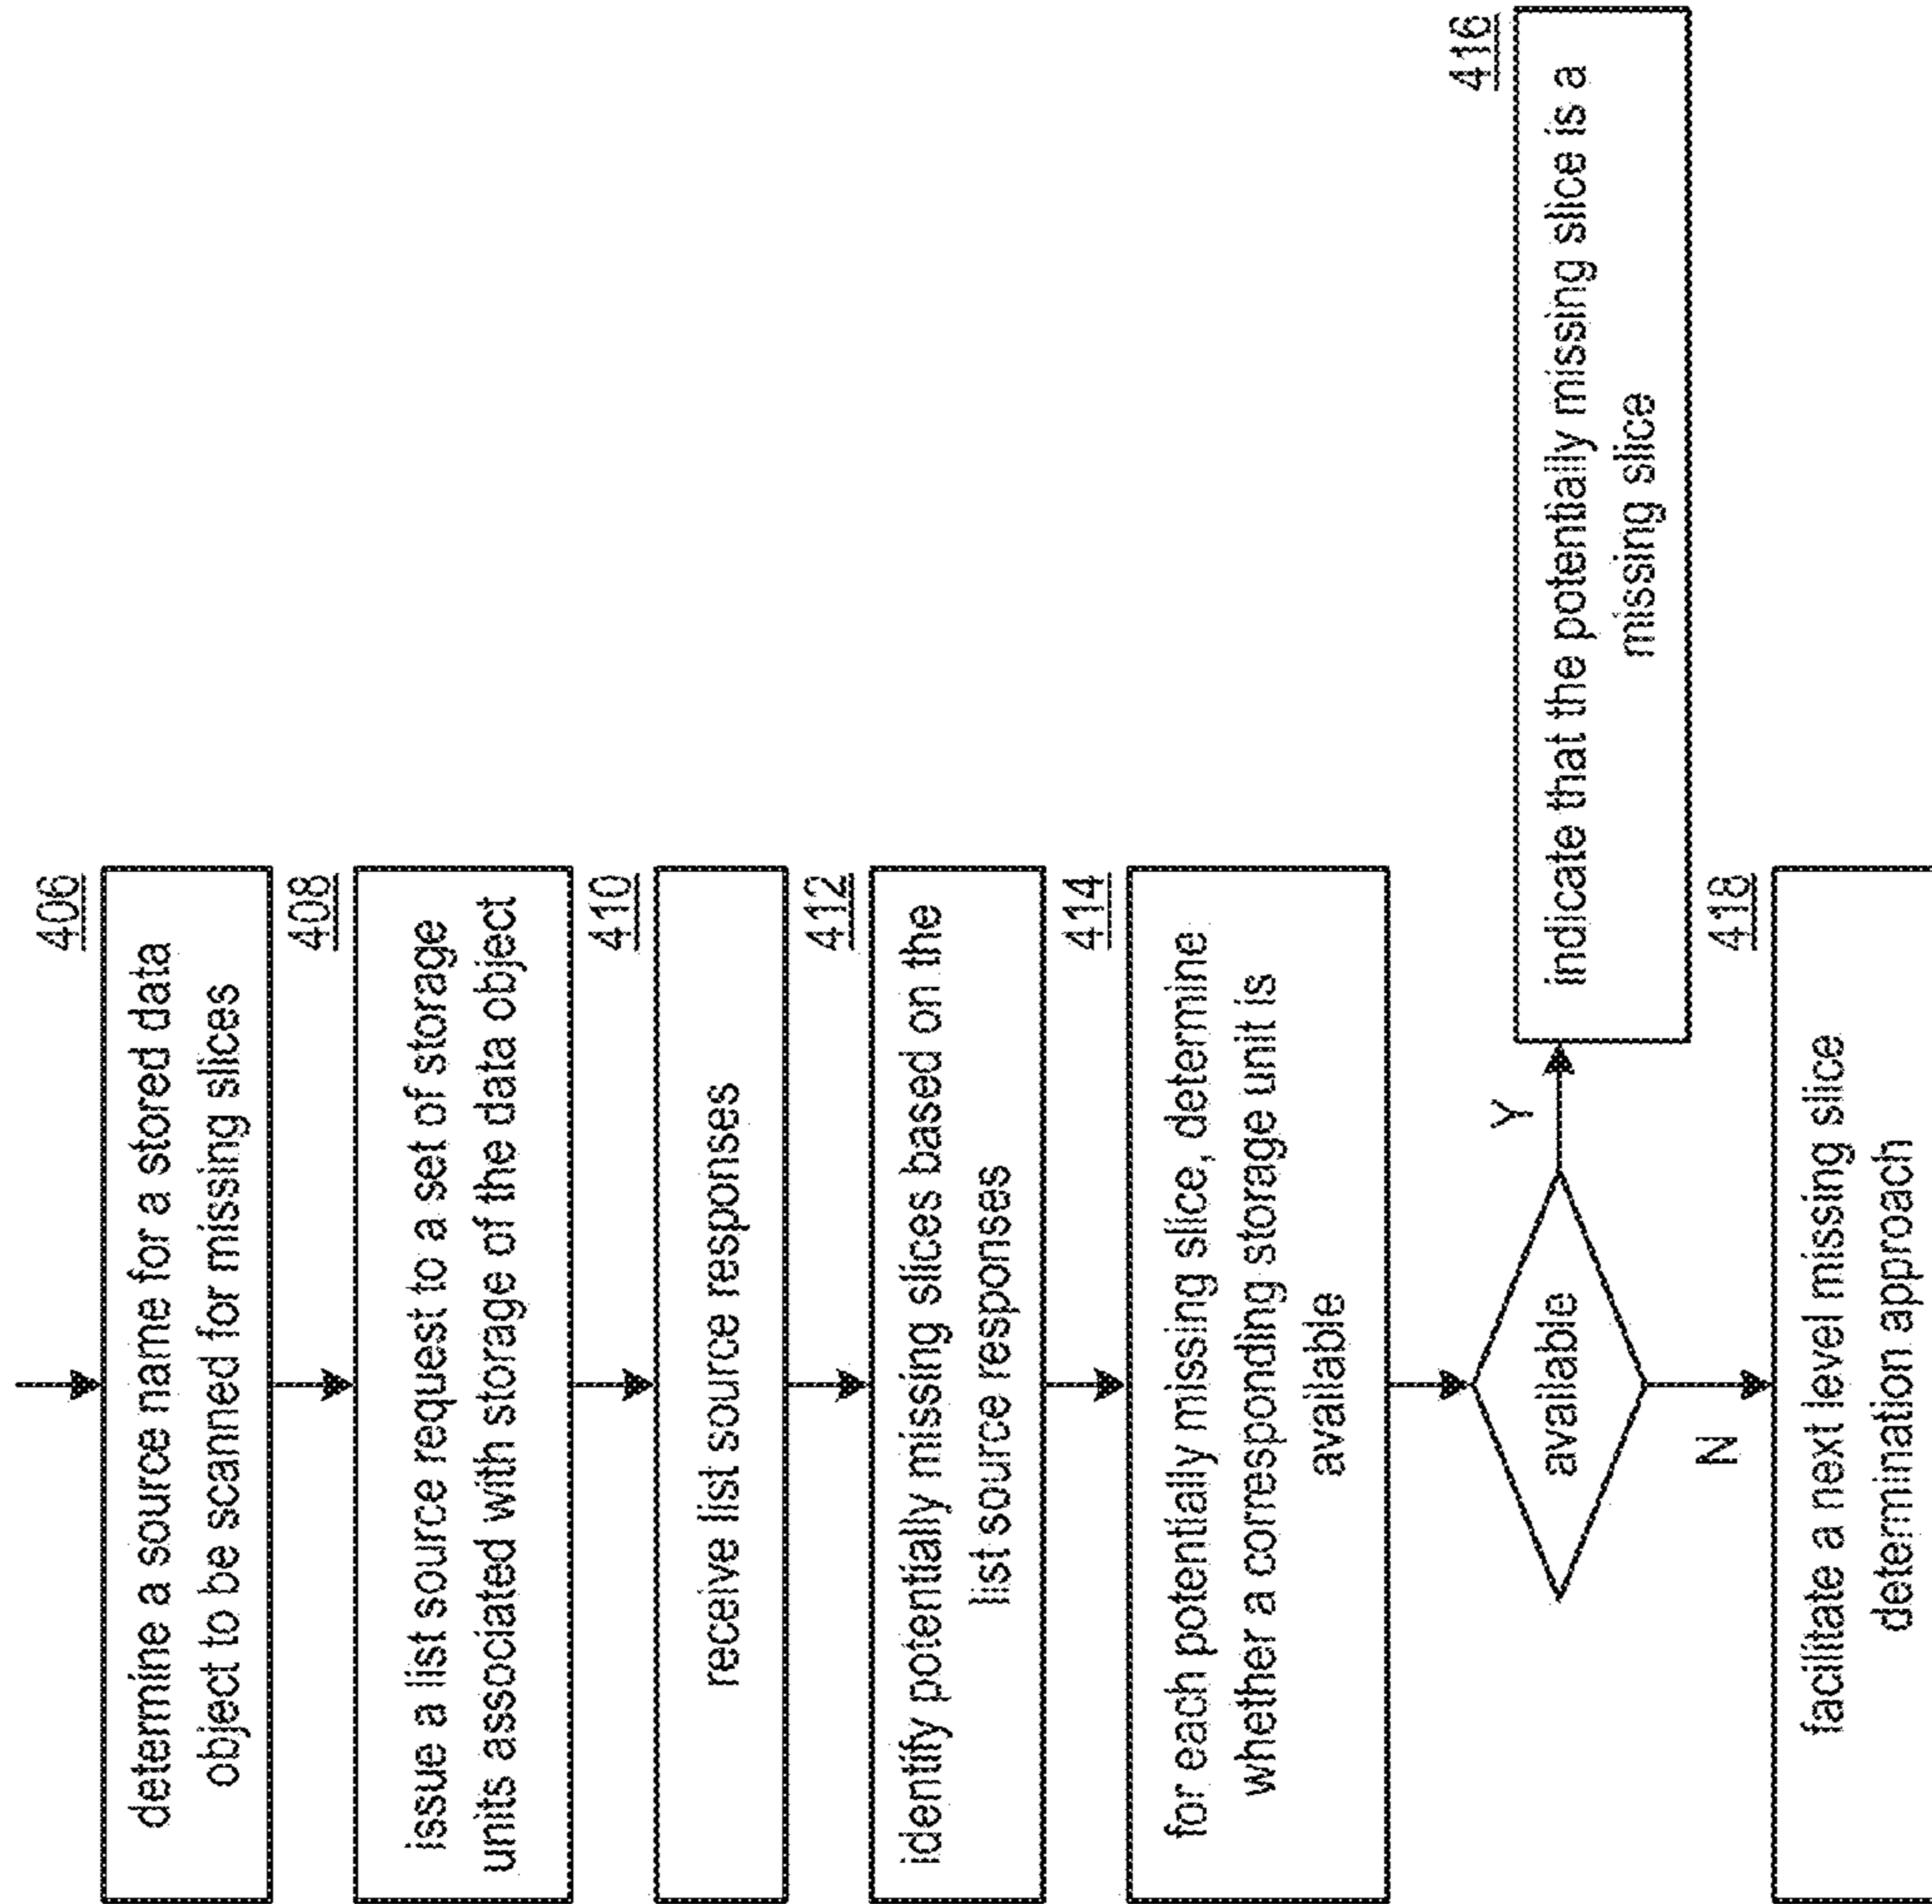 406
determine a source name for a stored data
object to be scanned for missing slices
408
issue a list source request to a set of storage
units associated with storage of the data object
410
receive list source responses
412
identify potentially missing slices based on the
list source responses
414
for each potentially missing slice, determine
whether a corresponding storage unit is
available
available
Y
N
416
indicate that the potentially missing slice is a
missing slice
418
facilitate a next level missing slice
determination approach